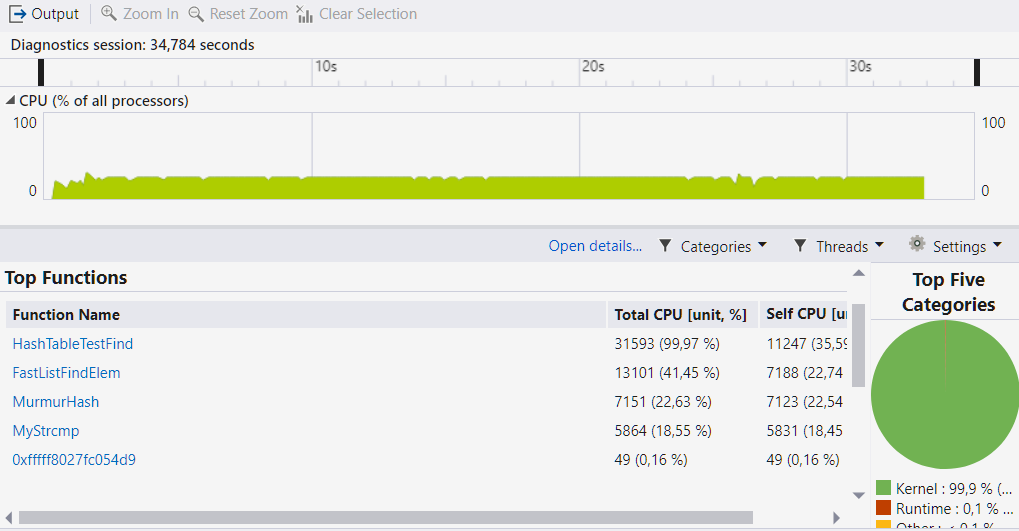 Output Zoom In Reset Zoom Clear Selection
Diagnostics session: 34,784 seconds
10s 20s 30s
CPU (% of all processors)
100 100
0 0
Open details... Categories Threads Settings
Top Functions
Top Five
Categories
Function Name Total CPU [unit, %] Self CPU [u
HashTableTestFind 31593 (99,97 %) 11247 (35,59
FastListFindElem 13101 (41,45 %) 7188 (22,74
MurmurHash 7151 (22,63 %) 7123 (22,54
MyStrcmp 5864 (18,55 %) 5831 (18,45
0xfffff8027fc054d9 49 (0,16 %) 49 (0,16 %)
Kernel : 99,9 % (...
Runtime : 0,1 % ...
Other : < 0,1 %